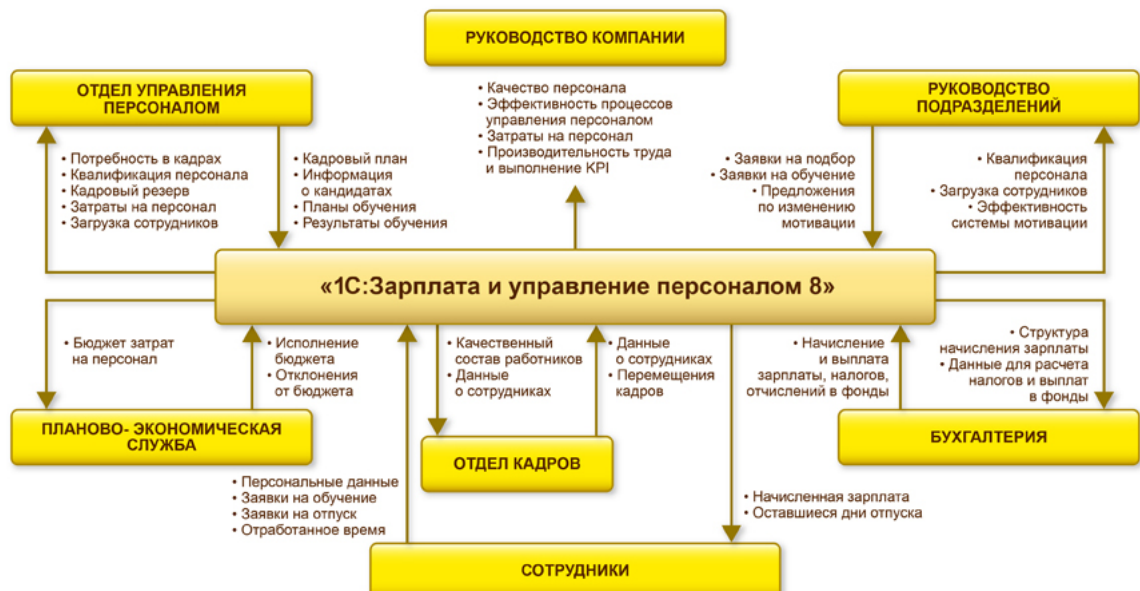 РУКОВОДСТВО КОМПАНИИ
• Качество персонала
• Эффективность процессов
управления персоналом
• Затраты на персонал
• Производительность труда
и выполнение KPI
ОТДЕЛ УПРАВЛЕНИЯ
ПЕРСОНАЛОМ
• Потребность в кадрах
• Квалификация персонала
• Кадровый резерв
• Затраты на персонал
• Загрузка сотрудников
• Кадровый план
• Информация
о кандидатах
• Планы обучения
• Результаты обучения
РУКОВОДСТВО
ПОДРАЗДЕЛЕНИЙ
• Заявки на подбор
• Заявки на обучение
• Предложения
по изменению
мотивации
• Квалификация
персонала
• Загрузка сотрудников
• Эффективность
системы мотивации
«1С:Зарплата и управление персоналом 8»
• Бюджет затрат
на персонал
• Исполнение
бюджета
• Отклонения
от бюджета
ПЛАНОВО- ЭКОНОМИЧЕСКАЯ
СЛУЖБА
• Качественный
состав работников
• Данные
о сотрудниках
• Данные
о сотрудниках
• Перемещения
кадров
ОТДЕЛ КАДРОВ
• Начисление
и выплата
зарплаты, налогов,
отчислений в фонды
• Структура
начисления зарплаты
• Данные для расчета
налогов и выплат
в фонды
БУХГАЛТЕРИЯ
• Персональные данные
• Заявки на обучение
• Заявки на отпуск
• Отработанное время
• Начисленная зарплата
• Оставшиеся дни отпуска
СОТРУДНИКИ